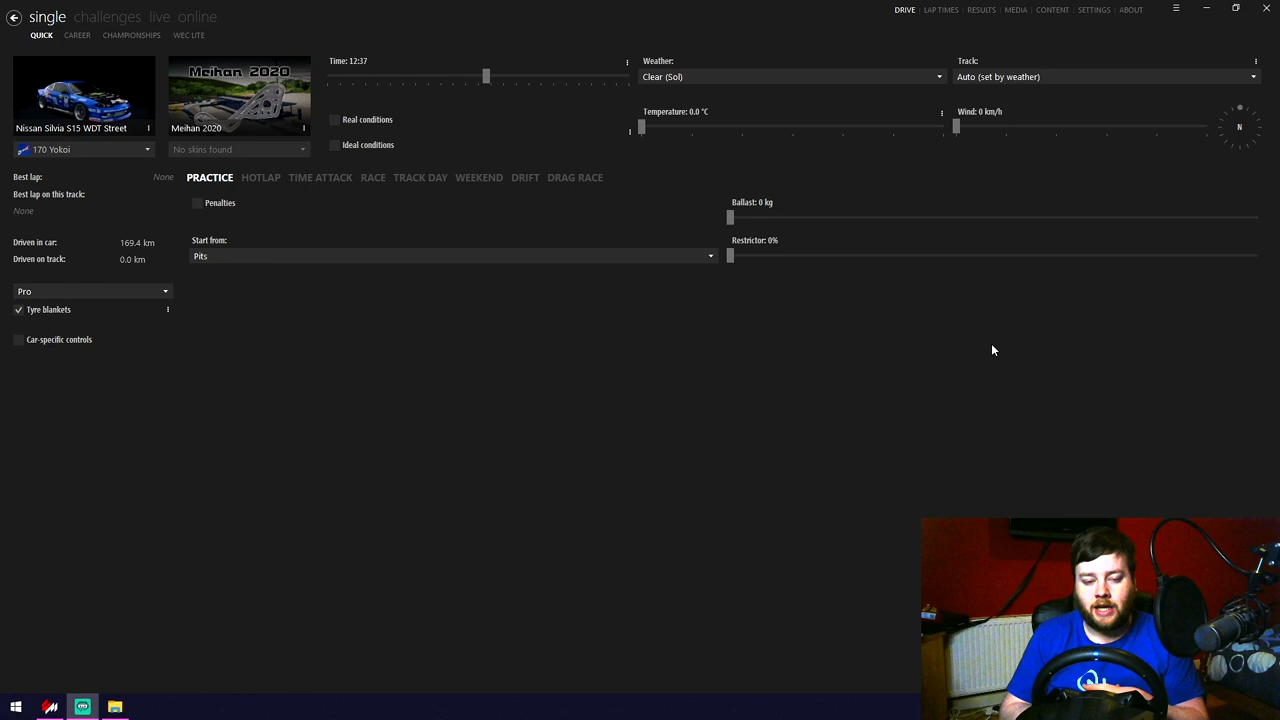 single challenges live online
DRIVE LAP TIMES RESULTS MEDIA CONTENT SETTINGS ABOUT
QUICK CAREER CHAMPIONSHIPS WEC LITE
Meihan 2020
Nissan Silvia S15 WDT Street
Meihan 2020
170 Yokoi
No skins found
Time: 12:37
Weather:
Track:
Clear (Sol)
Auto (set by weather)
Real conditions
Temperature: 0.0 °C
Wind: 0 km/h
N
Ideal conditions
Best lap: None
Best lap on this track:
None
Driven in car: 169.4 km
Driven on track: 0.0 km
Pro
Tyre blankets
Car-specific controls
PRACTICE HOTLAP TIME ATTACK RACE TRACK DAY WEEKEND DRIFT DRAG RACE
Penalties
Ballast: 0 kg
Start from:
Restrictor: 0%
Pits